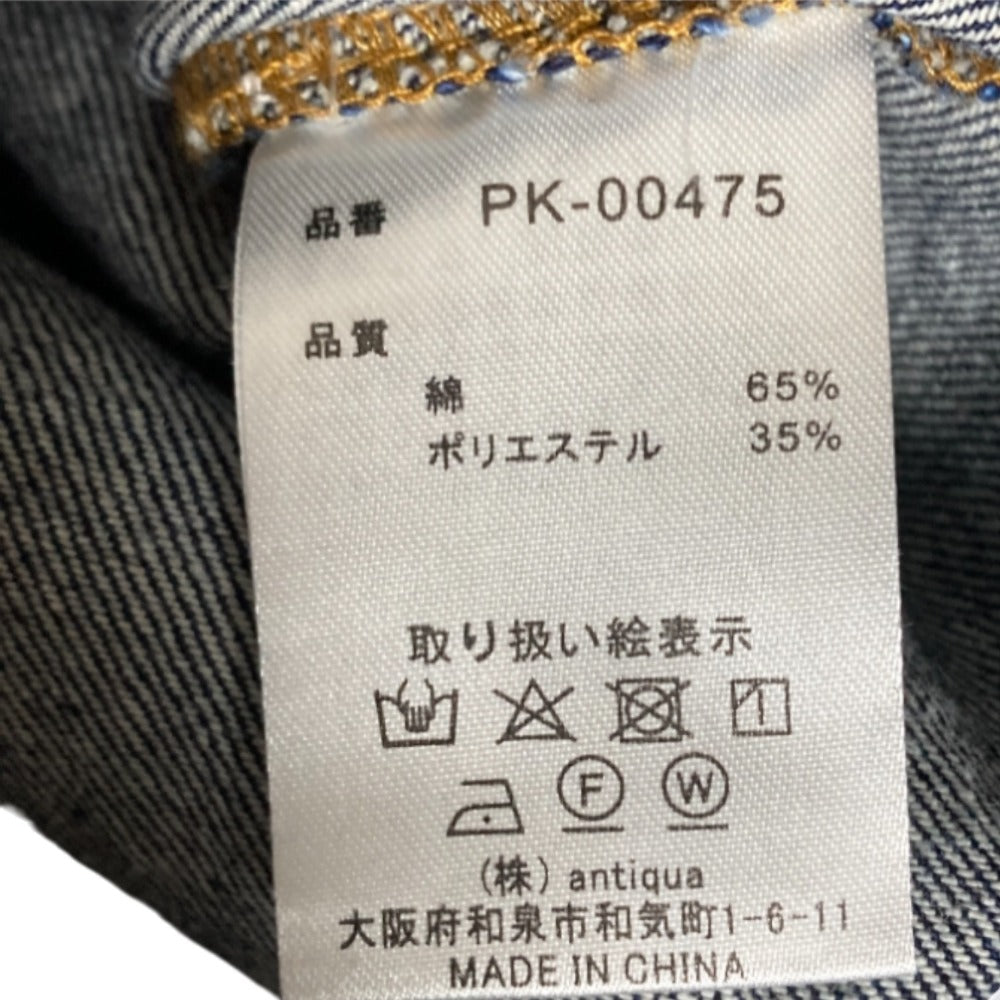 品番 PK-00475
品質
綿 65%
ポリエステル 35%
取り扱い絵表示
F W
(株) antiqua
大阪府和泉市和気町1-6-11
MADE IN CHINA